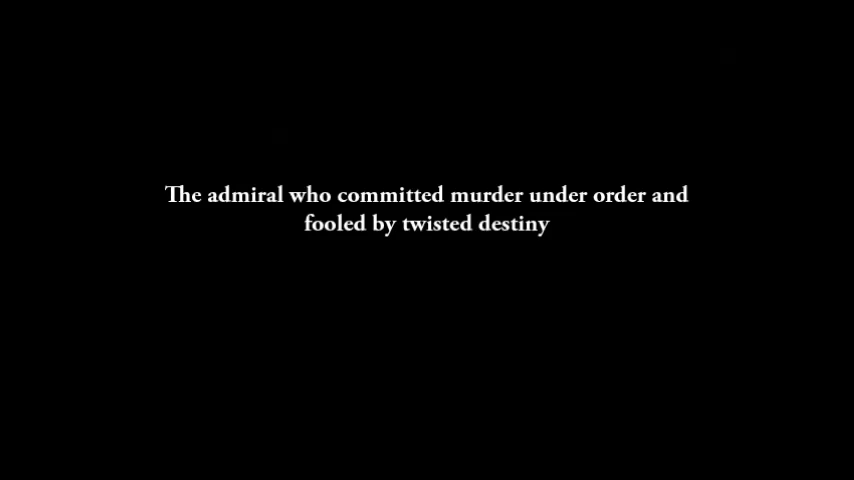 The admiral who committed murder under order and
fooled by twisted destiny